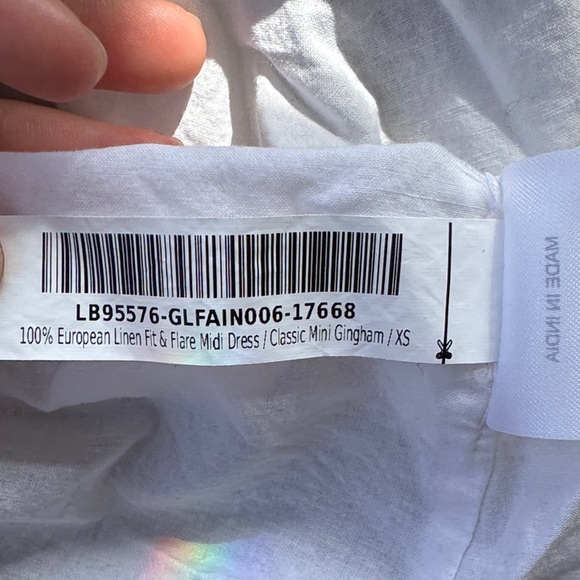 LB95576-GLFAIN006-17668
100% European Linen Fit & Flare Midi Dress / Classic Mini Gingham / XS
MADE IN INDIA